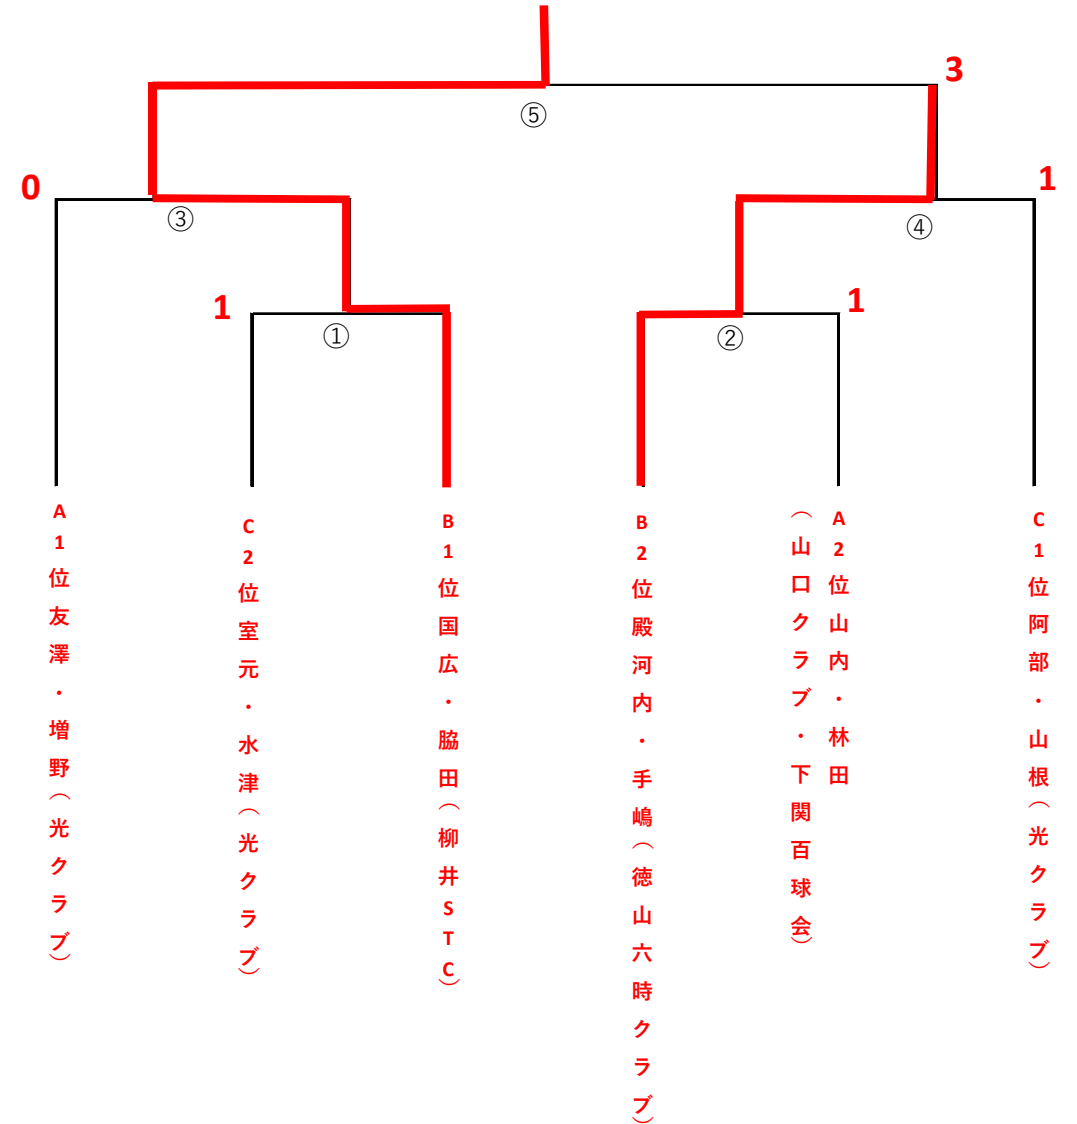 3
⑤
0
1
③
④
1
1
①
②
A1位友澤・増野(光クラブ)
C2位室元・水津(光クラブ)
B1位国広・脇田(柳井STC)
B2位殿河内・手嶋(徳山六時クラブ)
A2位山内・林田
(山口クラブ・下関百球会)
C1位阿部・山根(光クラブ)